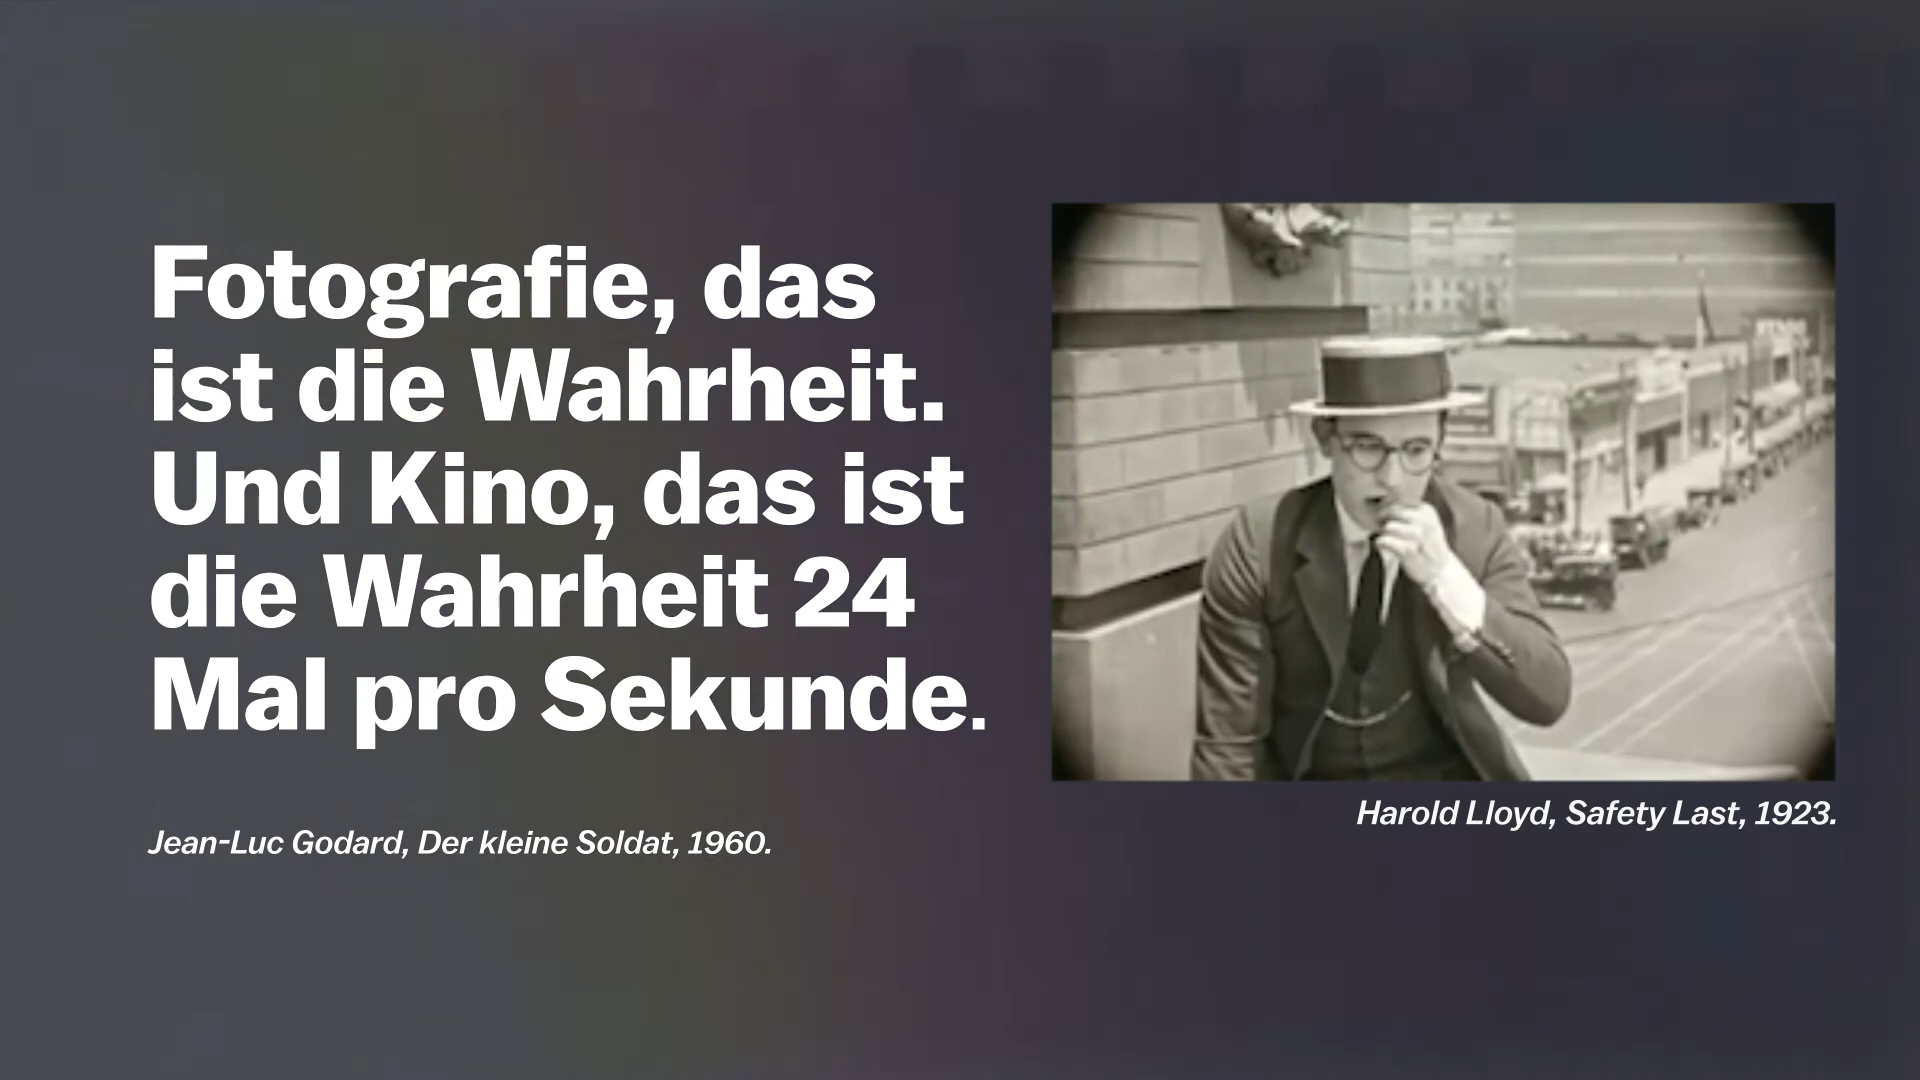 Fotografie, das
ist die Wahrheit.
Und Kino, das ist
die Wahrheit 24
Mal pro Sekunde.
Jean-Luc Godard, Der kleine Soldat, 1960.
Harold Lloyd, Safety Last, 1923.